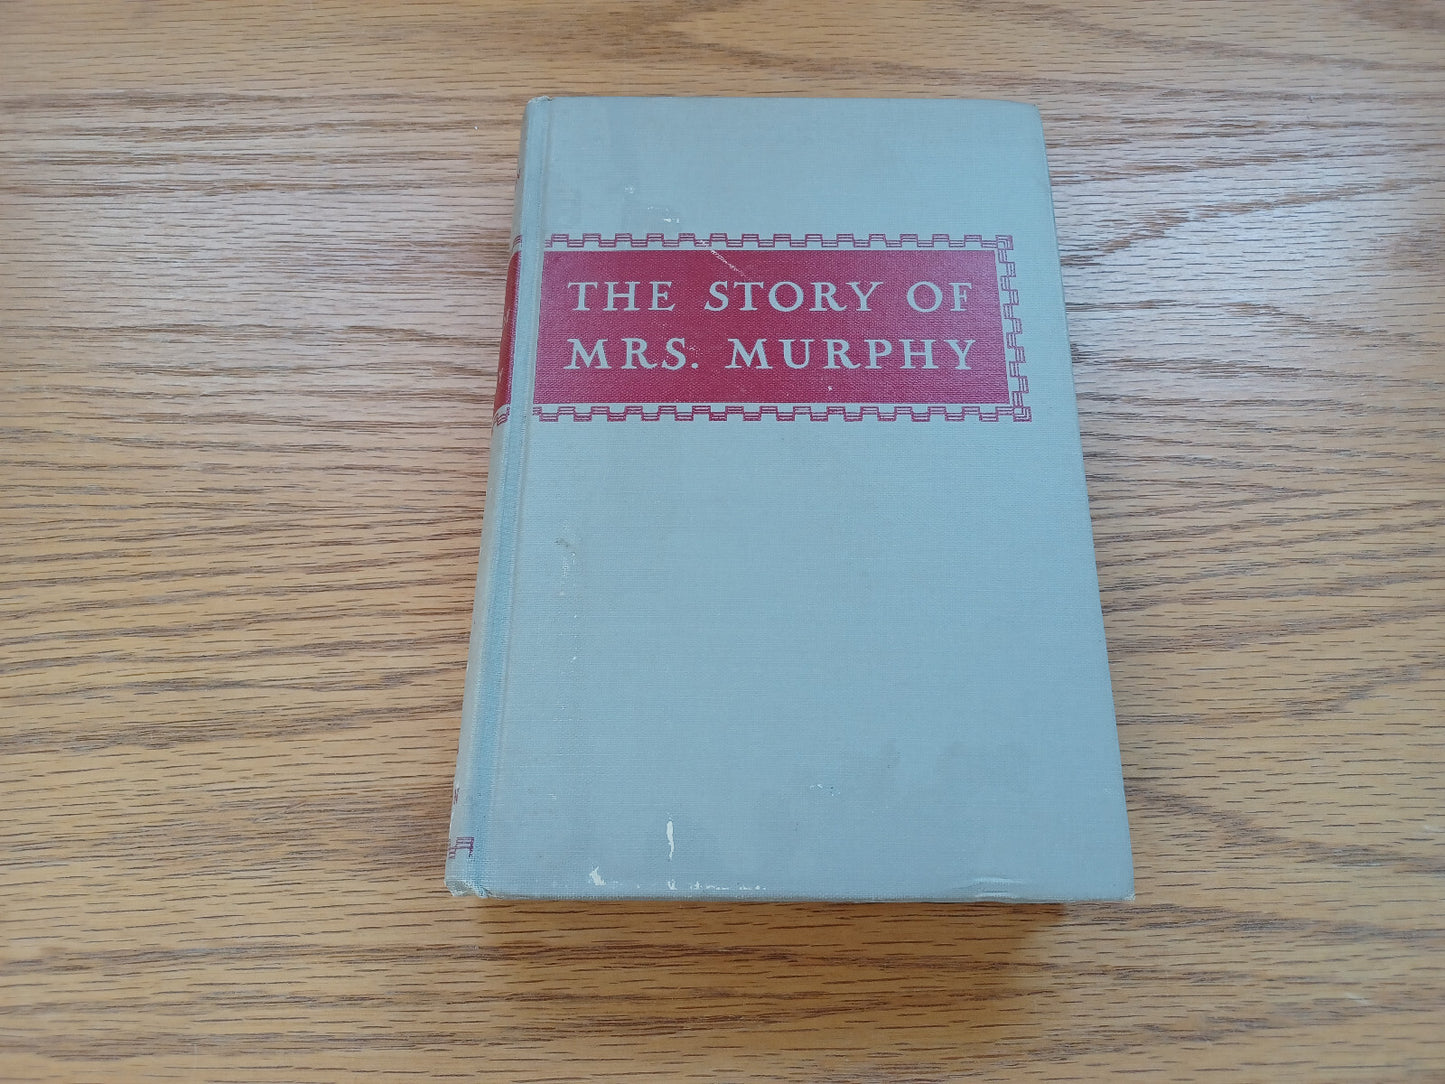 THE STORY OF
MRS. MURPHY